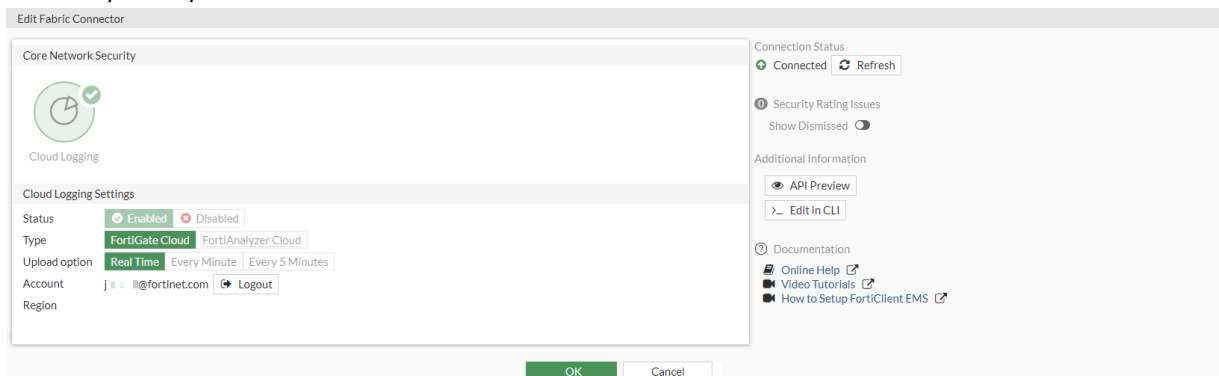 Edit Fabric Connector
Core Network Security
Cloud Logging
Cloud Logging Settings
Status Enabled Disabled
Type FortiGate Cloud FortiAnalyzer Cloud
Upload option Real Time Every Minute Every 5 Minutes
Account @fortinet.com Logout
Region
OK Cancel
Connection Status
Connected Refresh
0 Security Rating Issues
Show Dismissed
Additional Information
API Preview
>_ Edit in CLI
? Documentation
Online Help
Video Tutorials
How to Setup FortiClient EMS